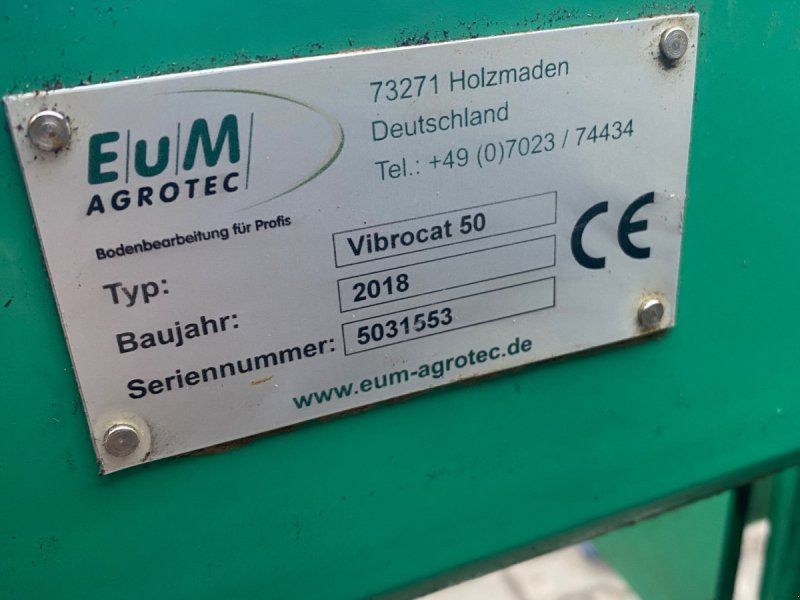 E|u|M|
AGROTEC
Bodenbearbeitung für Profis
73271 Holzmaden
Deutschland
Tel.: +49 (0)7023 / 74434
Typ: Vibrocat 50
Baujahr: 2018
Seriennummer: 5031553
CE
www.eum-agrotec.de